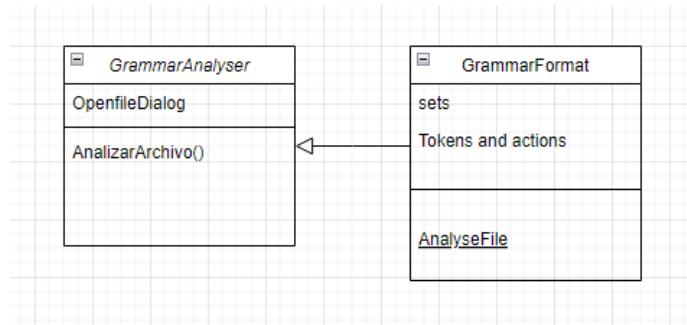 GrammarAnalyser
OpenfileDialog
AnalizarArchivo()
GrammarFormat
sets
Tokens and actions
AnalyseFile